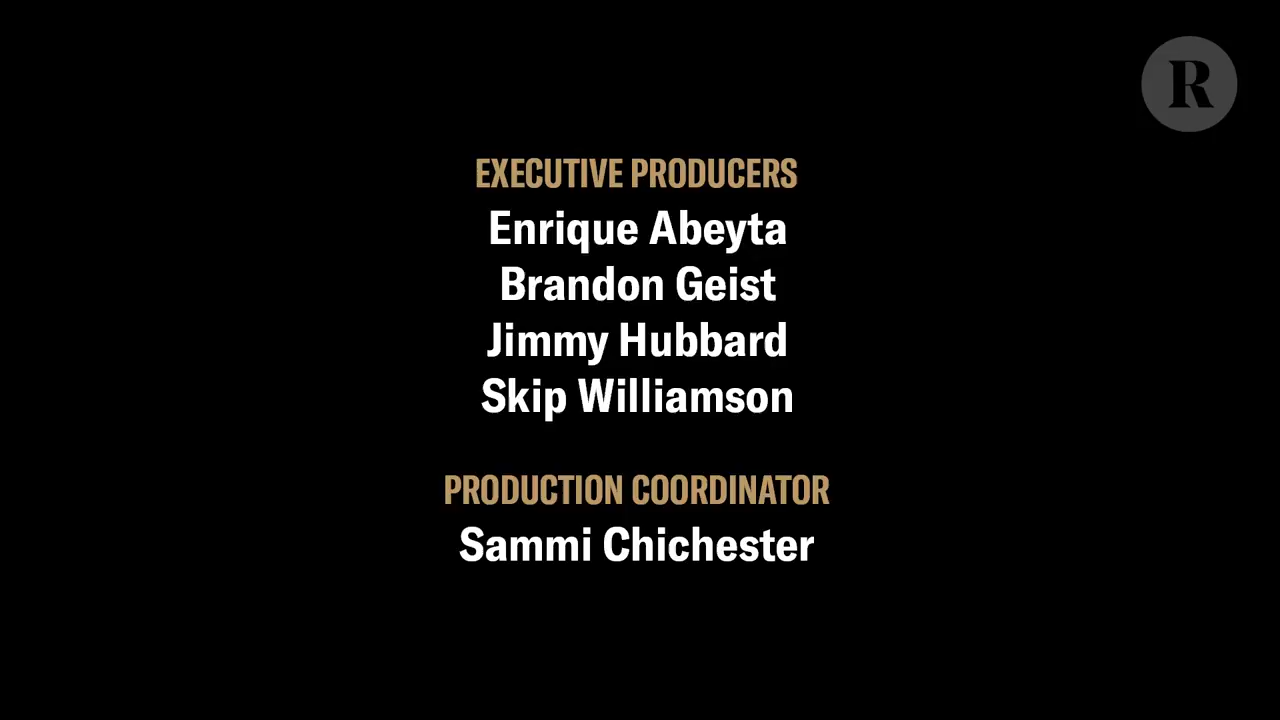 R
EXECUTIVE PRODUCERS
Enrique Abeyta
Brandon Geist
Jimmy Hubbard
Skip Williamson
PRODUCTION COORDINATOR
Sammi Chichester